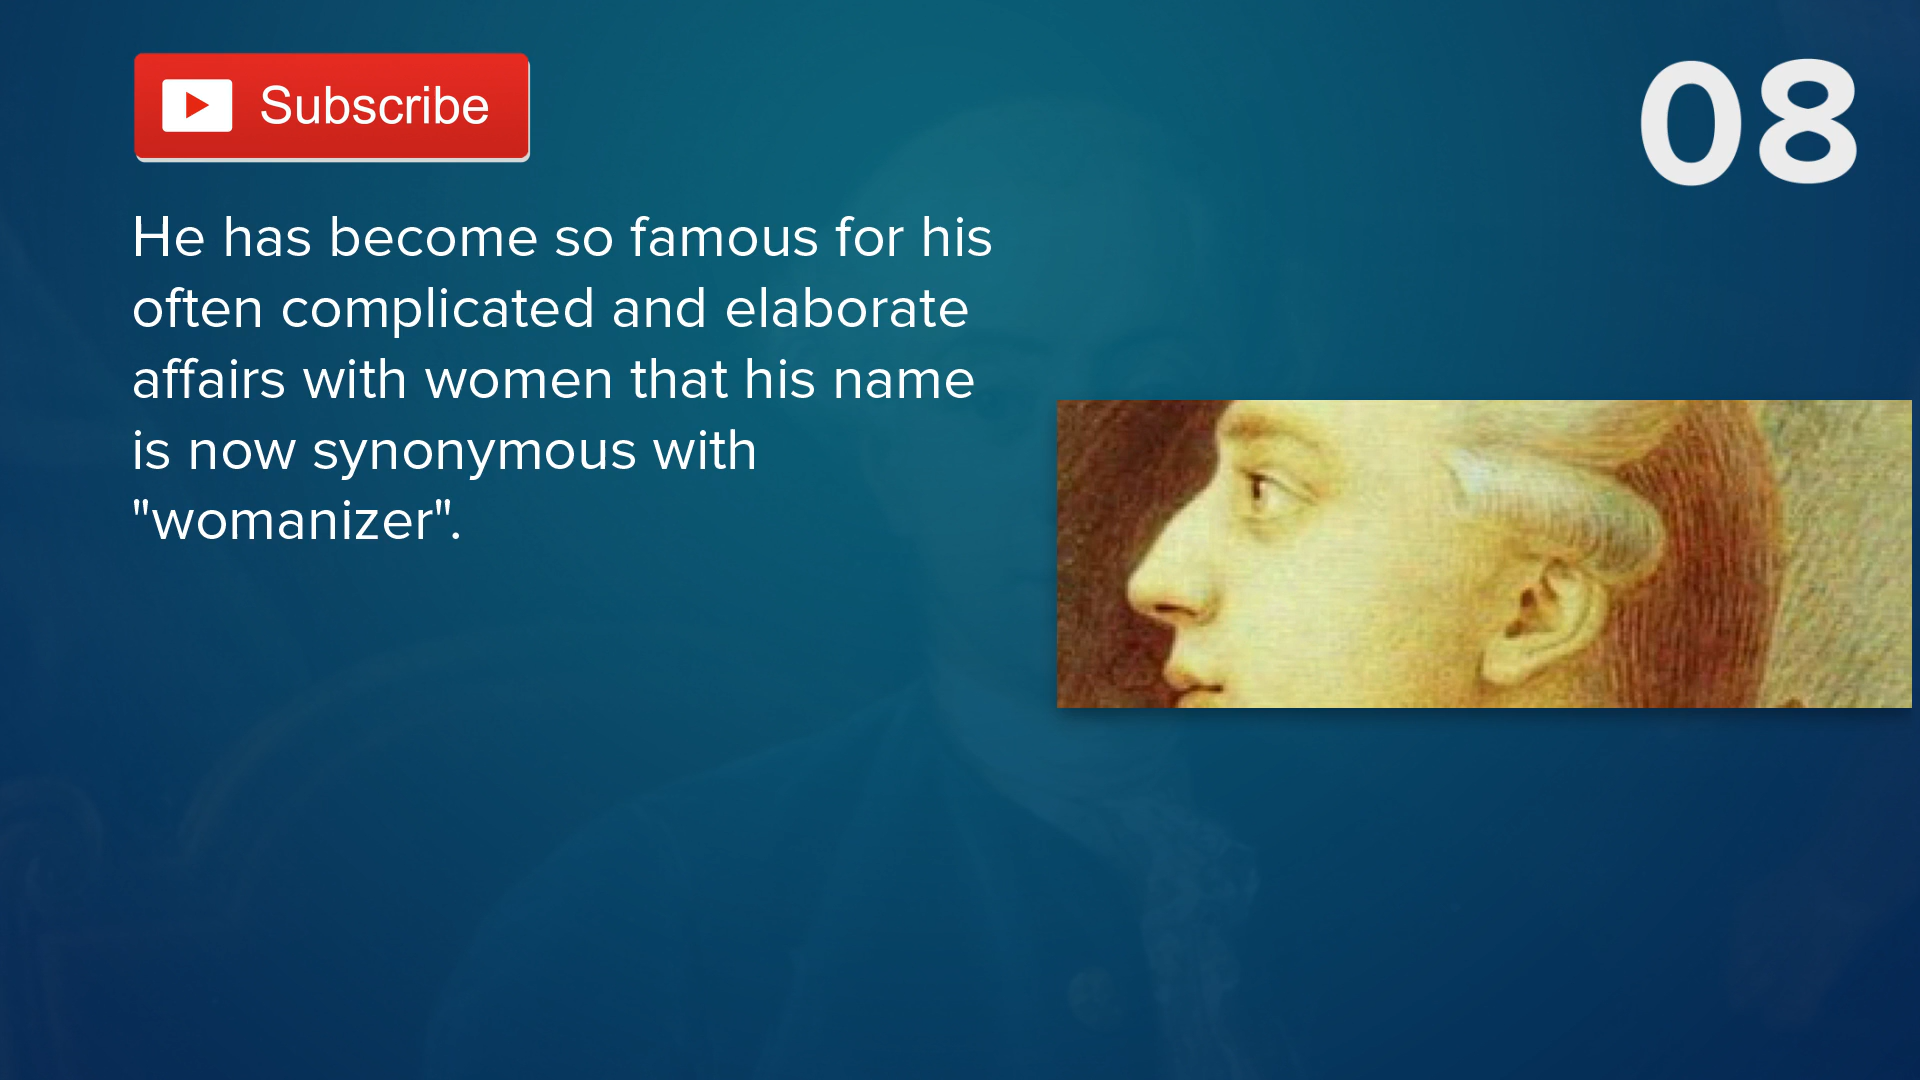 Subscribe
08
He has become so famous for his
often complicated and elaborate
affairs with women that his name
is now synonymous with
"womanizer".